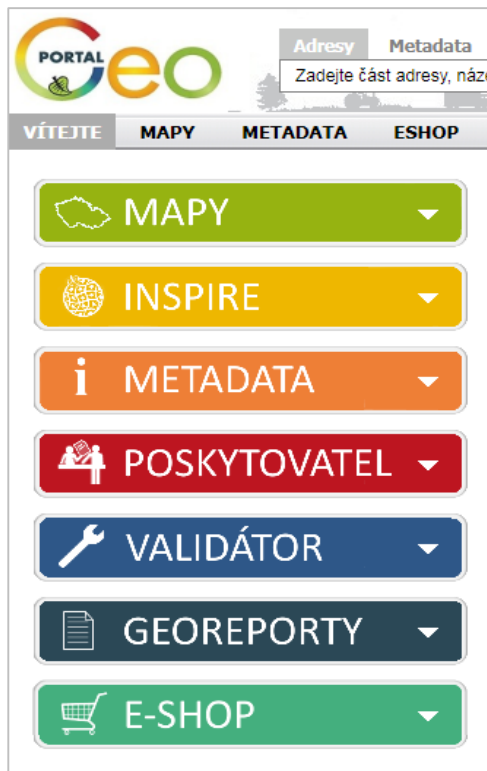 PORTAL
Geo
Adresy Metadata
Zadejte část adresy, náz
VÍTEJTE MAPY METADATA ESHOP
MAPY
INSPIRE
METADATA
POSKYTOVATEL
VALIDÁTOR
GEOREPORTY
E-SHOP